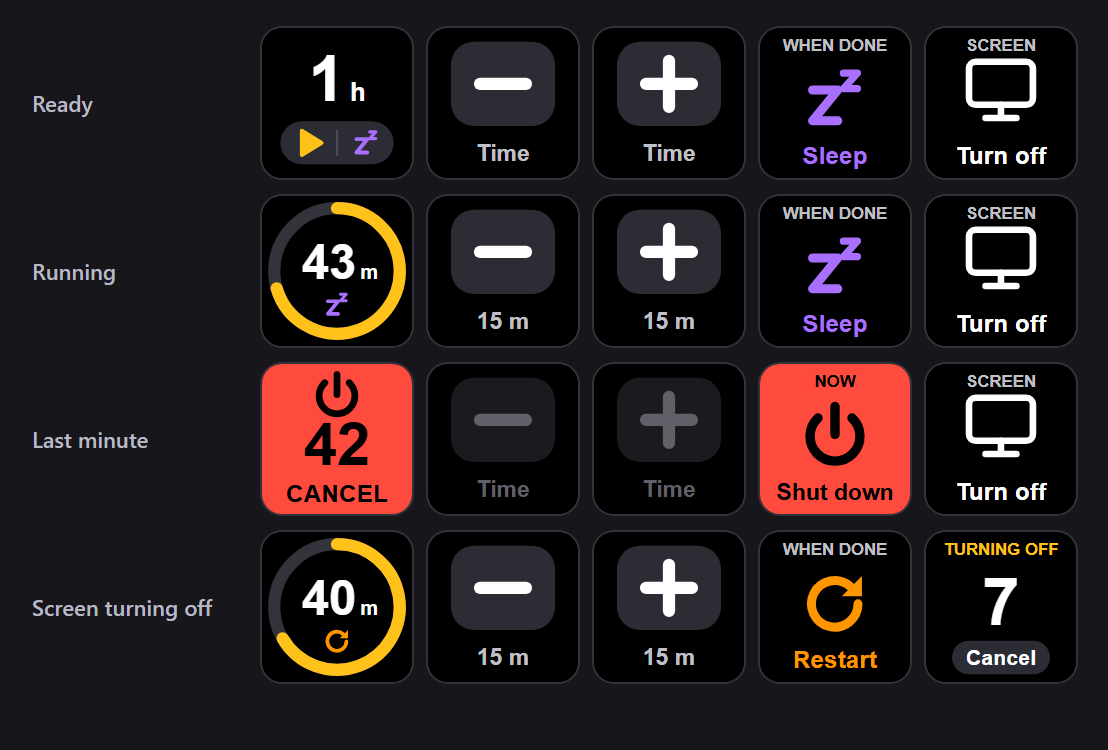 Ready
1 h
Time
Time
WHEN DONE
Sleep
SCREEN
Turn off
Running
43 m
15 m
15 m
WHEN DONE
Sleep
SCREEN
Turn off
Last minute
42
CANCEL
Time
Time
NOW
Shut down
SCREEN
Turn off
Screen turning off
40 m
15 m
15 m
WHEN DONE
Restart
TURNING OFF
7
Cancel